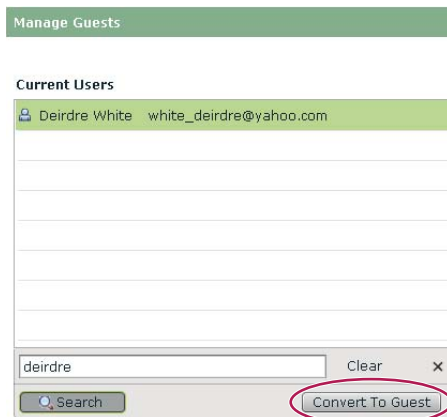 Manage Guests
Current Users
Deirdre White white_deirdre@yahoo.com
deirdre Clear ×
Search Convert To Guest